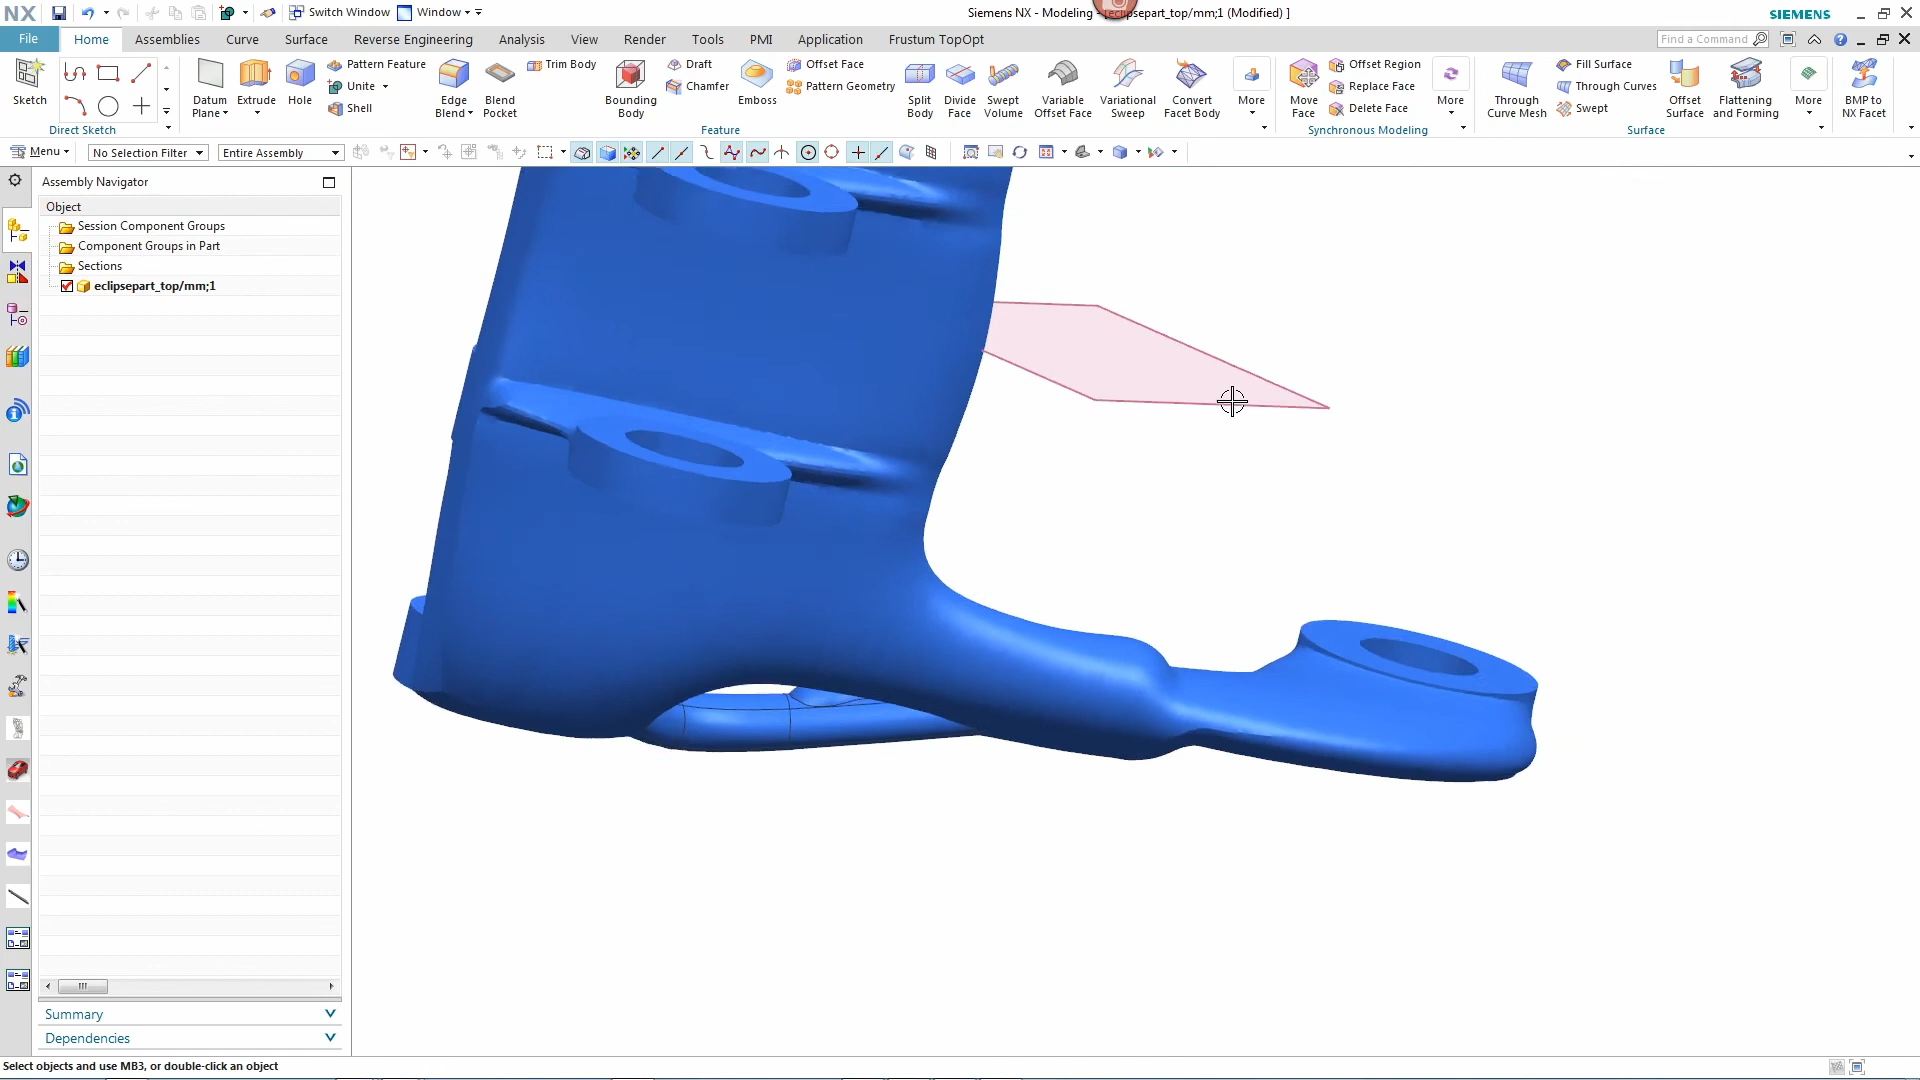 NX Switch Window Window Siemens NX - Modeling - [eclipsepart_top/mm;1 (Modified) ] SIEMENS
File Home Assemblies Curve Surface Reverse Engineering Analysis View Render Tools PMI Application Frustum TopOpt Find a Command
Sketch
Direct Sketch
Datum Plane
Extrude
Hole
Pattern Feature
Unite
Shell
Edge Blend
Blend Pocket
Trim Body
Bounding Body
Draft
Chamfer
Emboss
Offset Face
Pattern Geometry
Split Body
Divide Face
Swept Volume
Variable Offset Face
Variational Sweep
Convert Facet Body
More
Feature
Move Face
Offset Region
Replace Face
Delete Face
More
Synchronous Modeling
Through Curve Mesh
Fill Surface
Through Curves
Swept
Offset Surface
Flattening and Forming
More
Surface
BMP to NX Facet
Menu No Selection Filter Entire Assembly
Assembly Navigator
Object
Session Component Groups
Component Groups in Part
Sections
eclipsepart_top/mm;1
Summary
Dependencies
Select objects and use MB3, or double-click an object